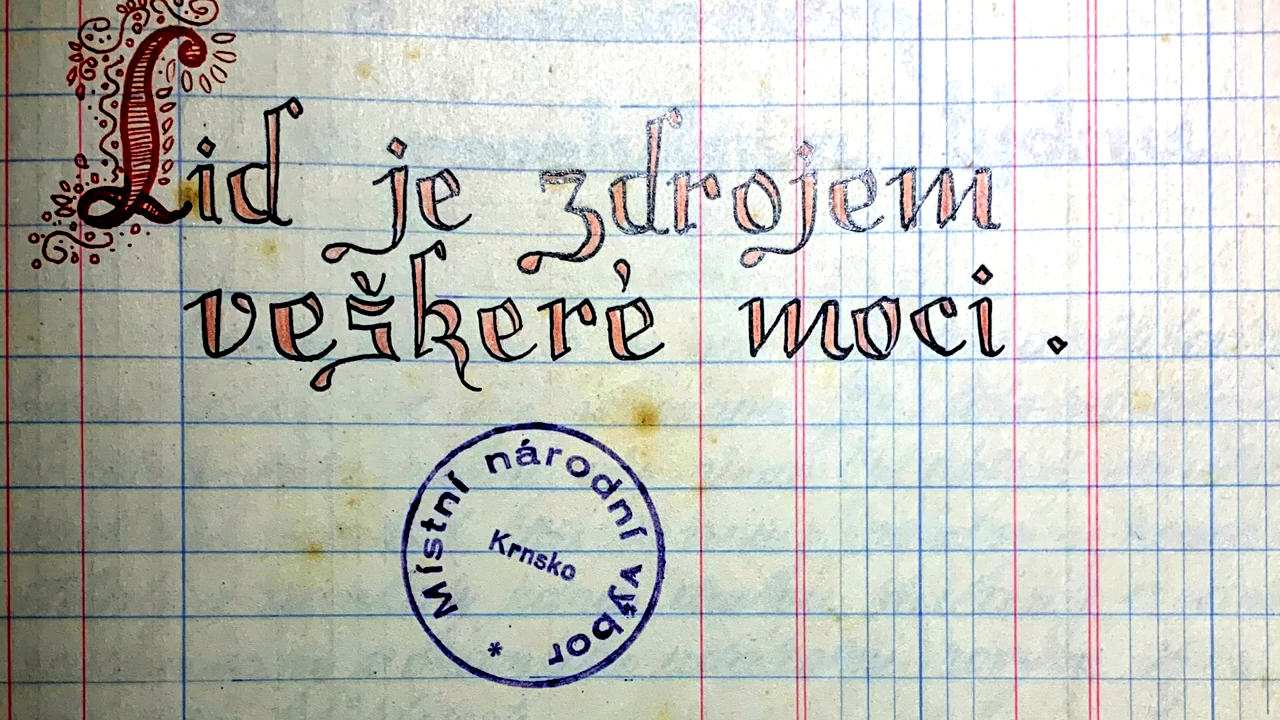 Lid je zdrojem
veškeré moci.
Místní národní výbor *
Krnsko